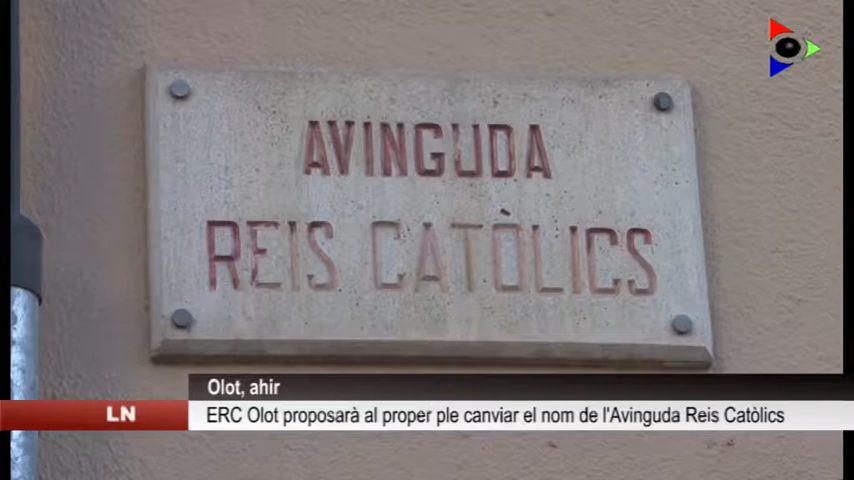 AVINGUDA
REIS CATÒLICS
Olot, ahir
LN
ERC Olot proposarà al proper ple canviar el nom de l'Avinguda Reis Catòlics